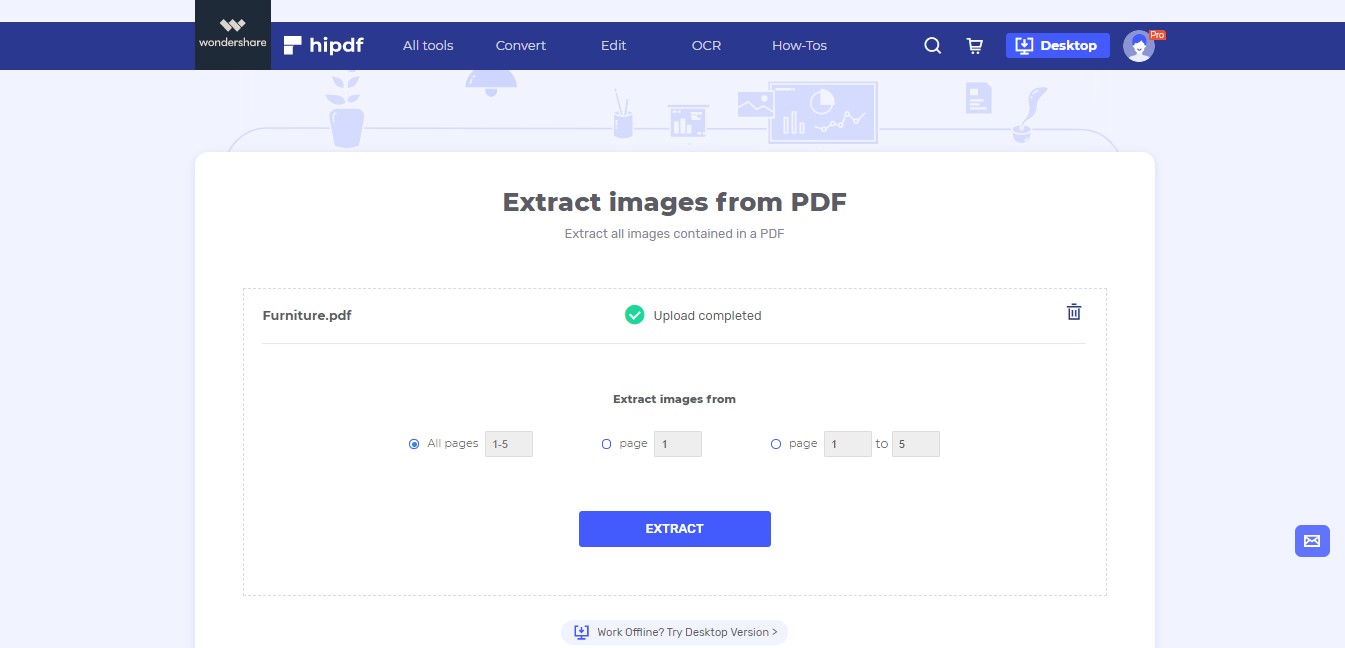 wondershare
hipdf
All tools Convert Edit OCR How-Tos Desktop Pro
Extract images from PDF
Extract all images contained in a PDF
Furniture.pdf Upload completed
Extract images from
All pages 1-5 page 1 page 1 to 5
EXTRACT
Work Offline? Try Desktop Version >